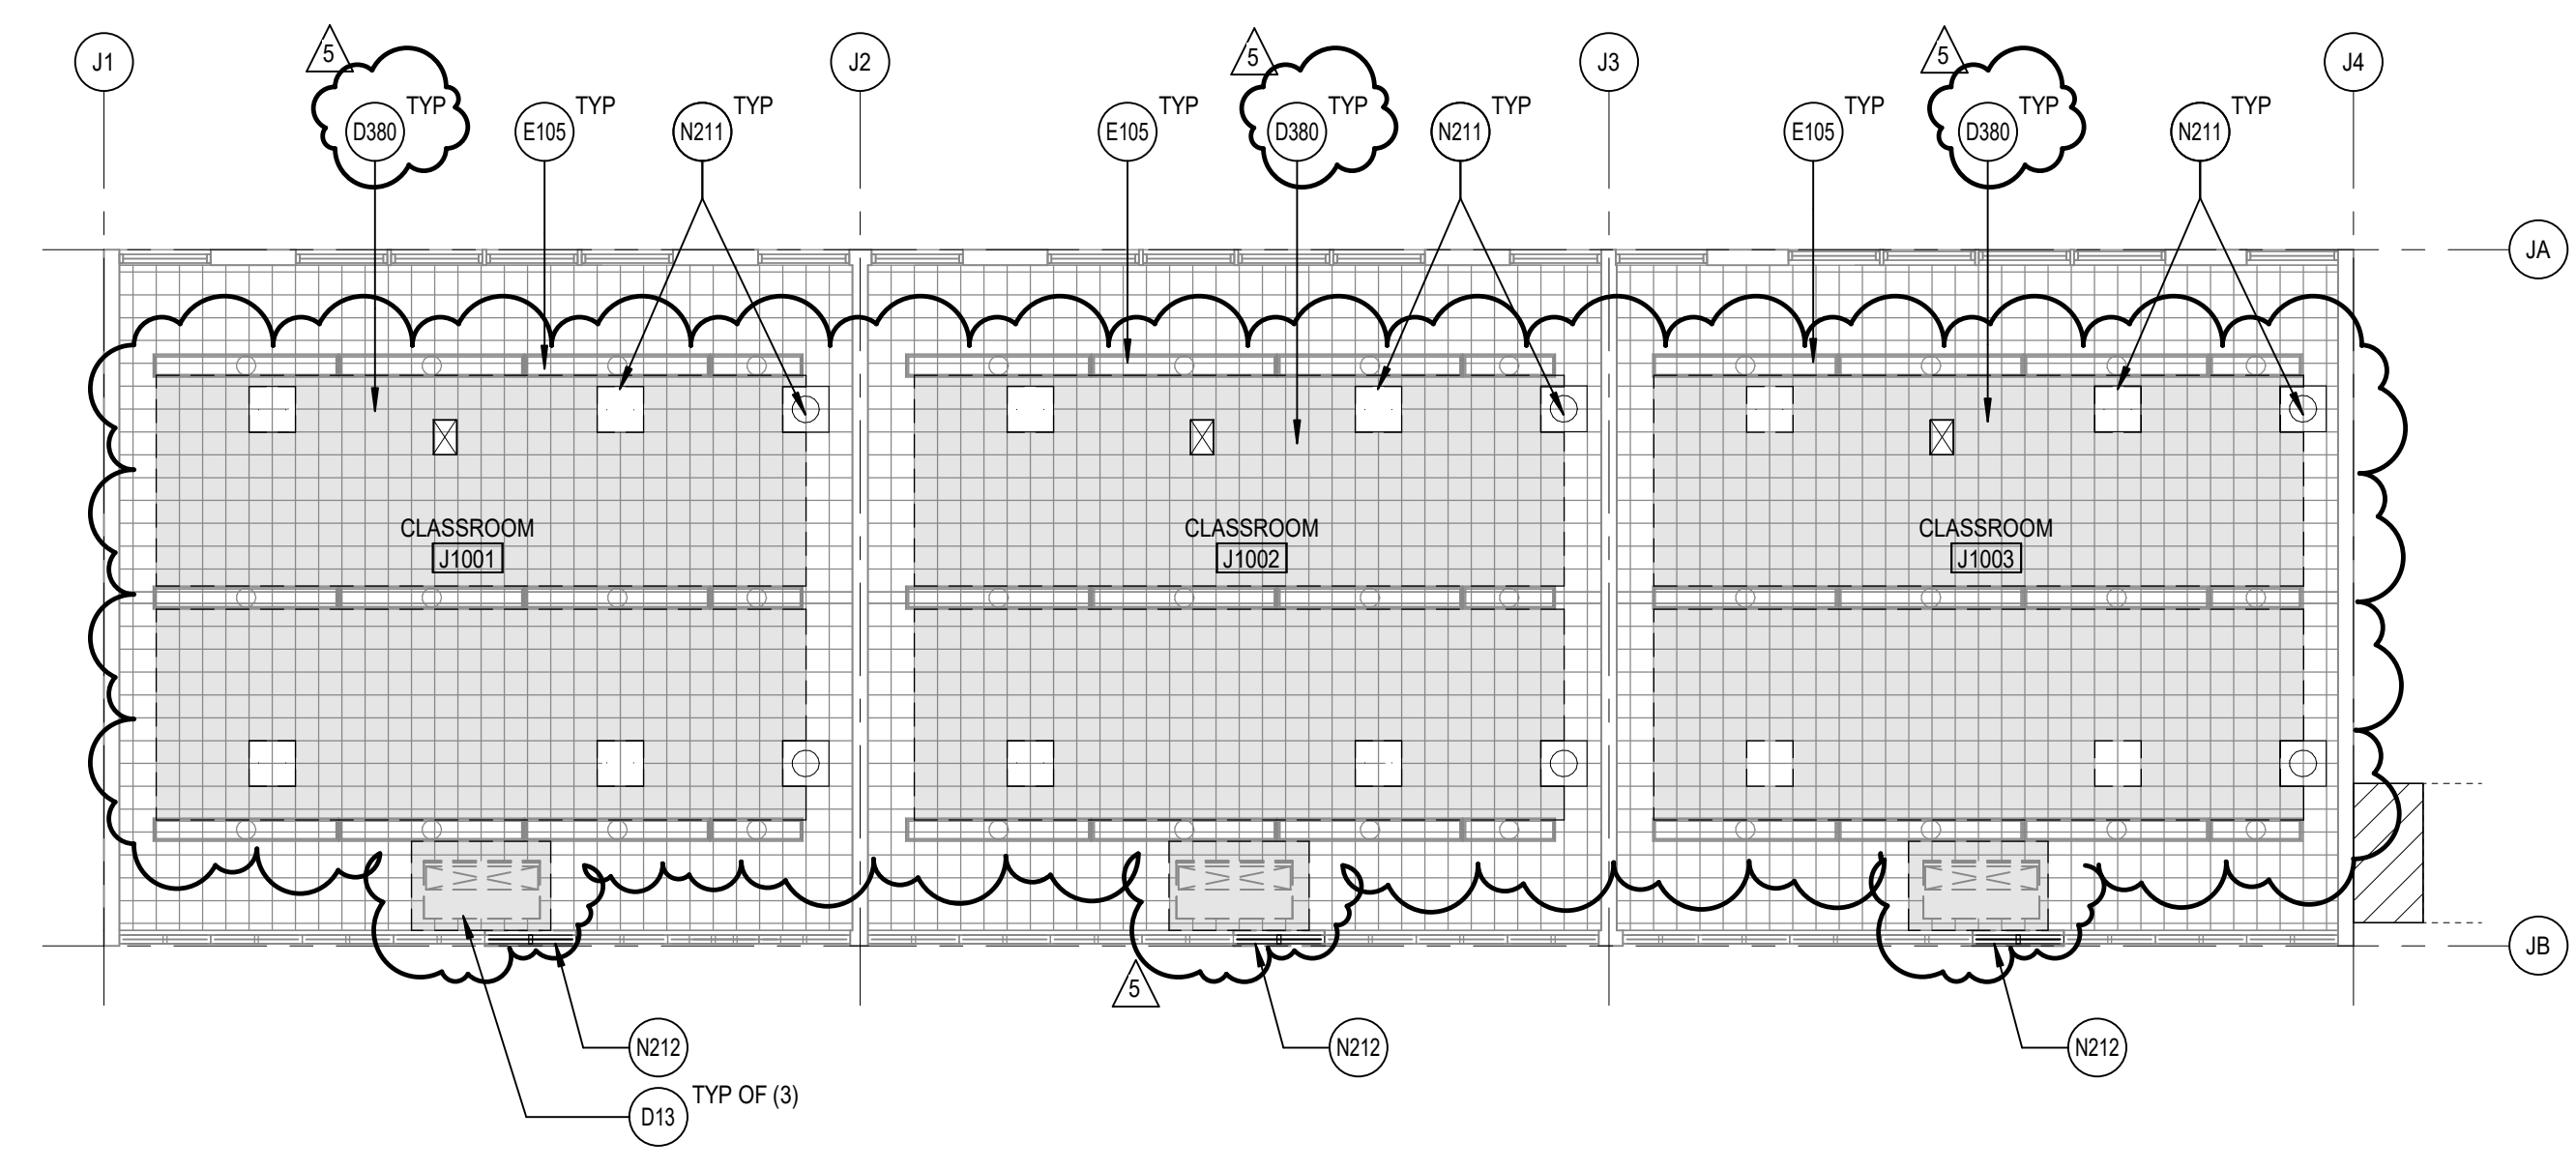 J1
5
J2
5
J3
5
J4
D380 TYP
E105 TYP
N211 TYP
E105 TYP
D380 TYP
N211 TYP
E105 TYP
D380 TYP
N211 TYP
JA
CLASSROOM
J1001
CLASSROOM
J1002
CLASSROOM
J1003
JB
5
N212
N212
N212
D13 TYP OF (3)